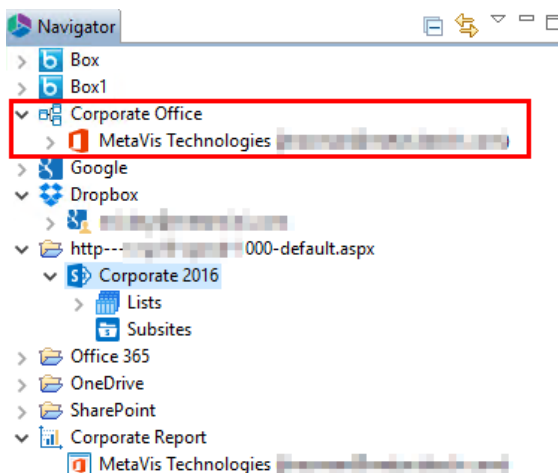 Navigator
Box
Box1
Corporate Office
MetaVis Technologies
Google
Dropbox
http--- 000-default.aspx
Corporate 2016
Lists
Subsites
Office 365
OneDrive
SharePoint
Corporate Report
MetaVis Technologies